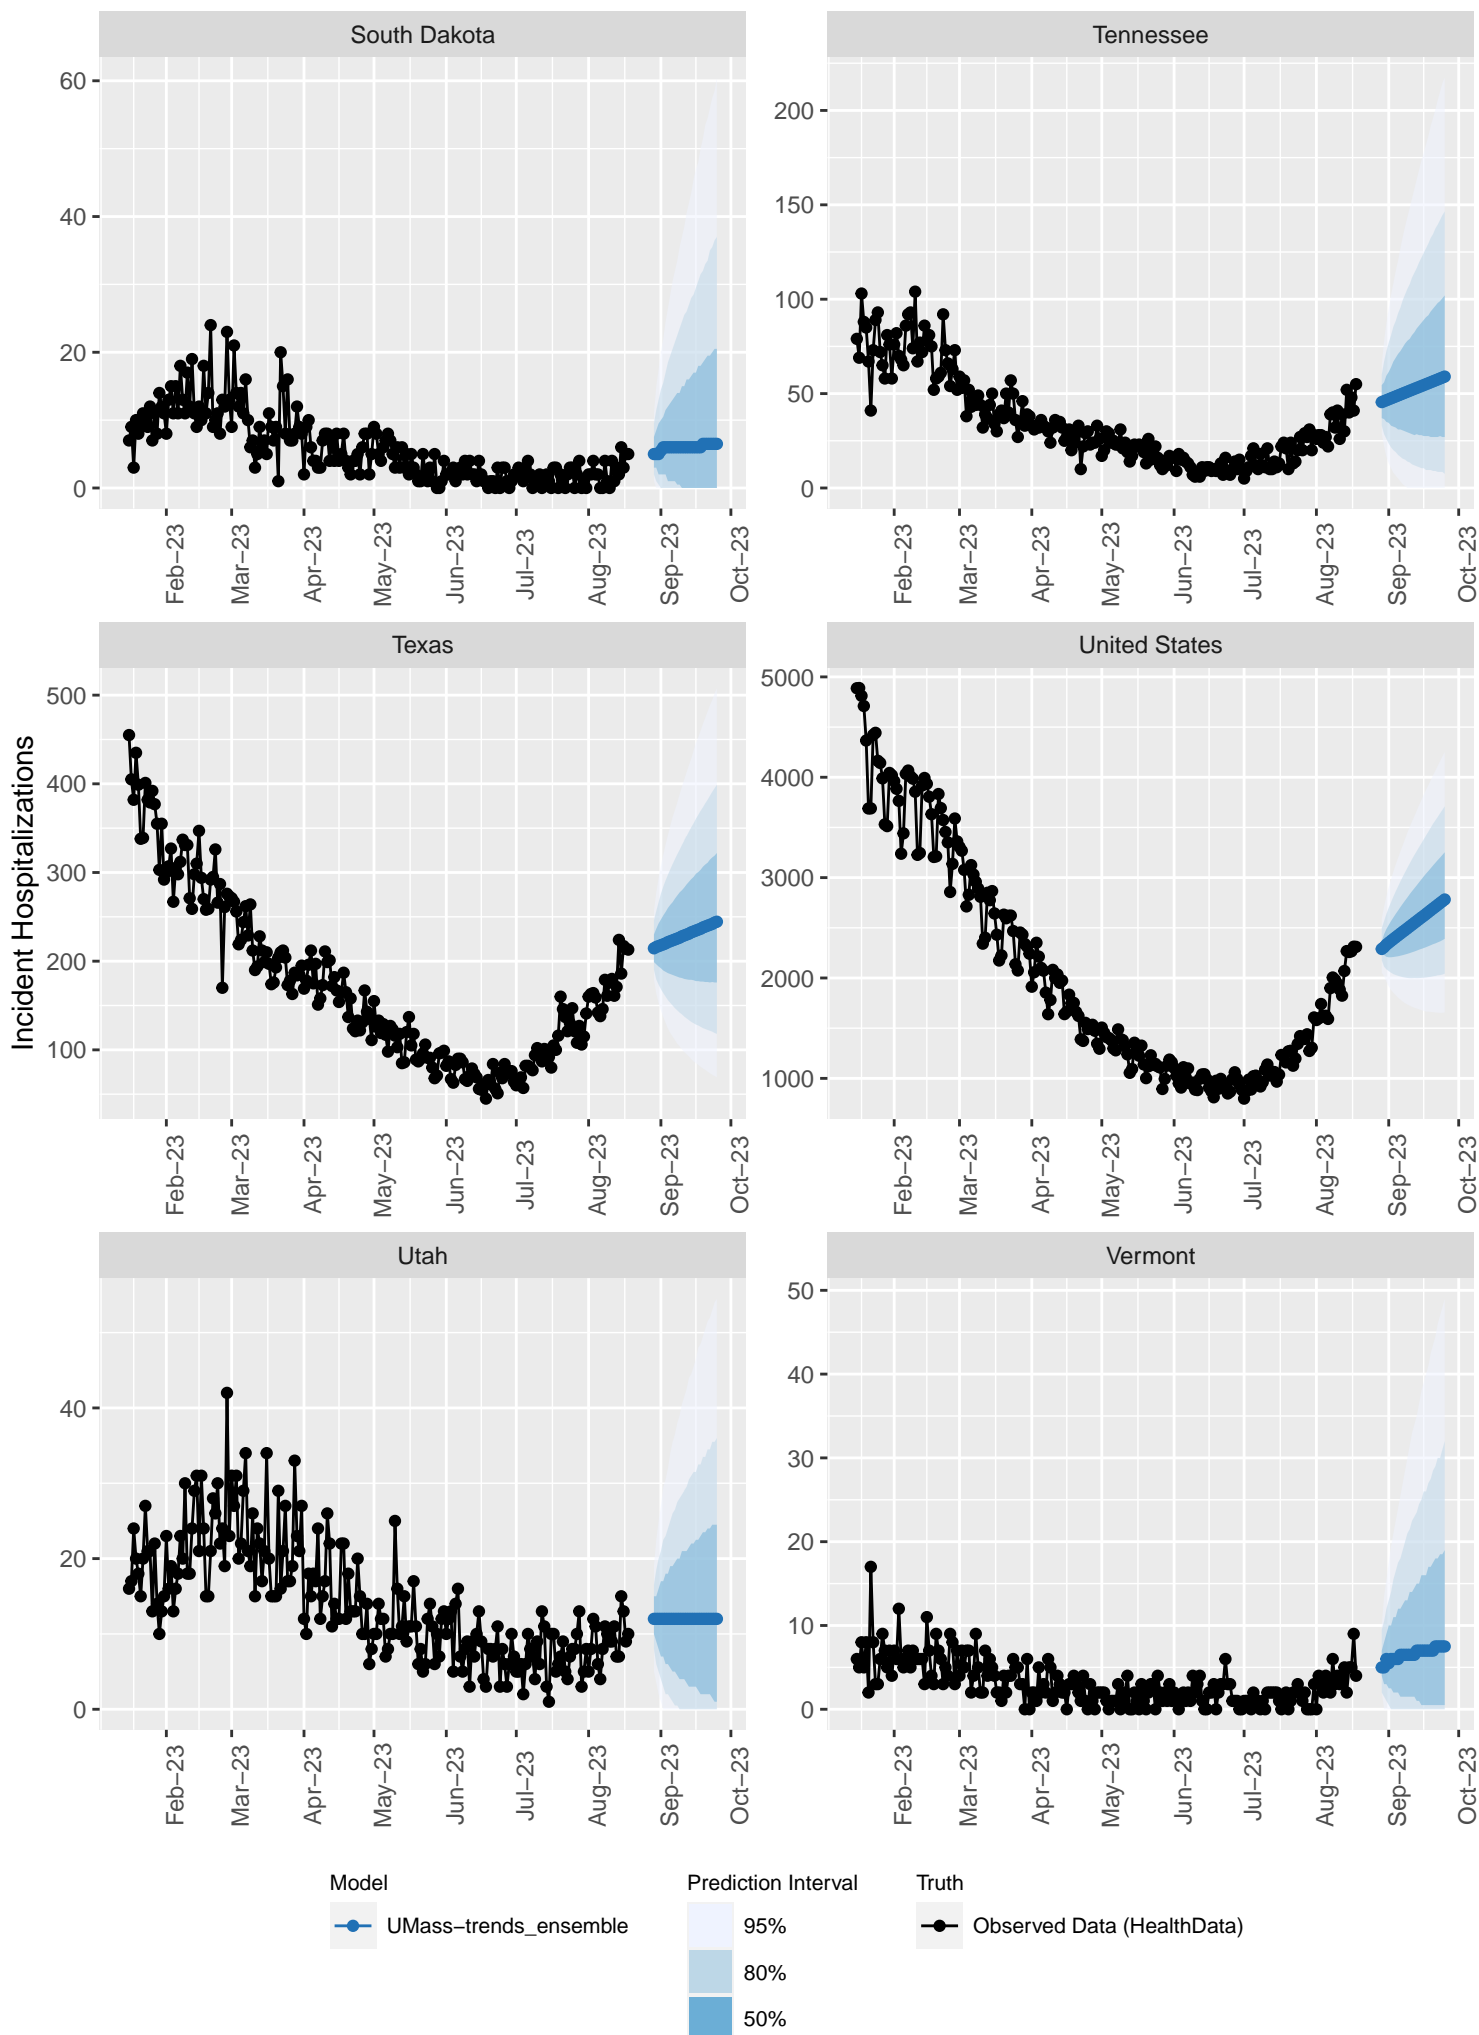 South Dakota
Tennessee
60
40
20
0
200
150
100
50
0
Feb−23
Mar−23
Apr−23
May−23
Jun−23
Jul−23
Aug−23
Sep−23
Oct−23
Feb−23
Mar−23
Apr−23
May−23
Jun−23
Jul−23
Aug−23
Sep−23
Oct−23
Incident Hospitalizations
Texas
United States
500
400
300
200
100
5000
4000
3000
2000
1000
Feb−23
Mar−23
Apr−23
May−23
Jun−23
Jul−23
Aug−23
Sep−23
Oct−23
Feb−23
Mar−23
Apr−23
May−23
Jun−23
Jul−23
Aug−23
Sep−23
Oct−23
Utah
Vermont
40
20
0
50
40
30
20
10
0
Feb−23
Mar−23
Apr−23
May−23
Jun−23
Jul−23
Aug−23
Sep−23
Oct−23
Feb−23
Mar−23
Apr−23
May−23
Jun−23
Jul−23
Aug−23
Sep−23
Oct−23
Model
UMass−trends_ensemble
Prediction Interval
95%
80%
50%
Truth
Observed Data (HealthData)